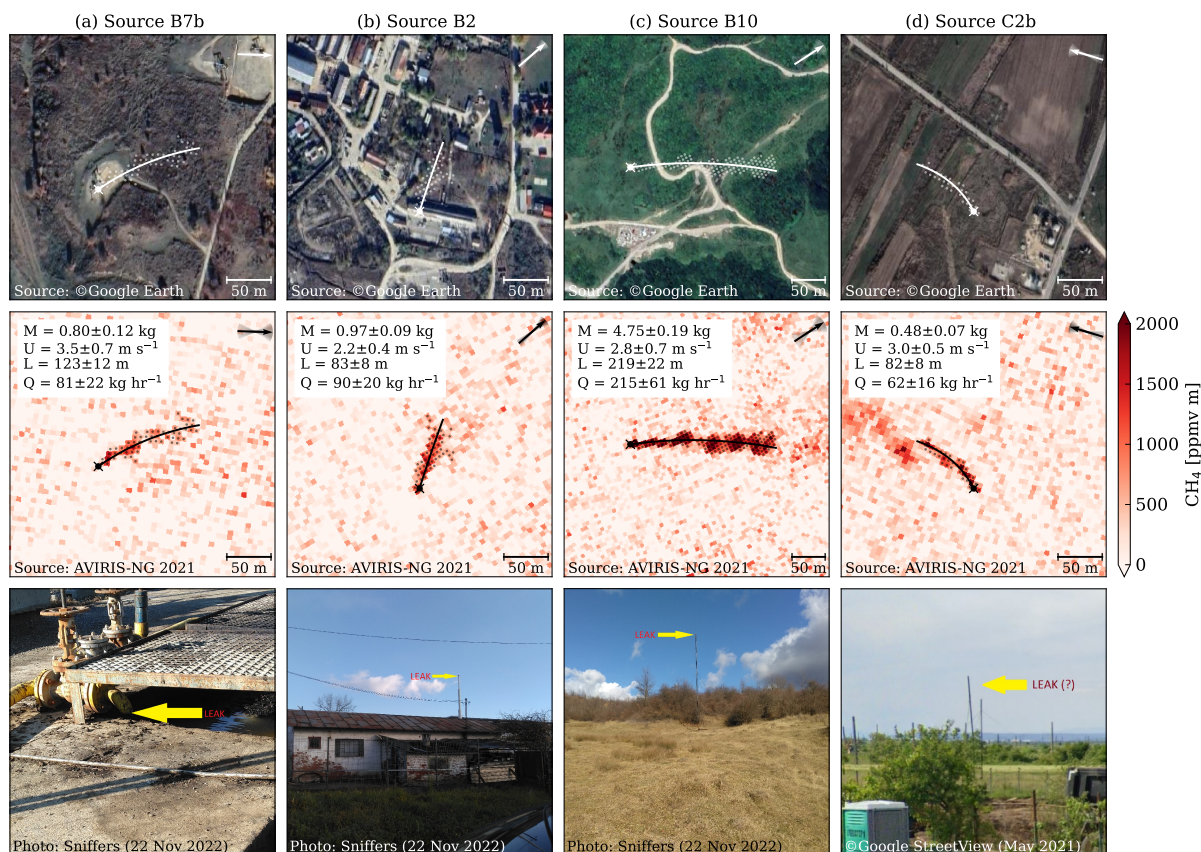 (a) Source B7b
(b) Source B2
(c) Source B10
(d) Source C2b
Source: ©Google Earth
50 m
Source: ©Google Earth
50 m
Source: ©Google Earth
50 m
Source: ©Google Earth
50 m
M = 0.80±0.12 kg
U = 3.5±0.7 m s⁻¹
L = 123±12 m
Q = 81±22 kg hr⁻¹
Source: AVIRIS-NG 2021
50 m
M = 0.97±0.09 kg
U = 2.2±0.4 m s⁻¹
L = 83±8 m
Q = 90±20 kg hr⁻¹
Source: AVIRIS-NG 2021
50 m
M = 4.75±0.19 kg
U = 2.8±0.7 m s⁻¹
L = 219±22 m
Q = 215±61 kg hr⁻¹
Source: AVIRIS-NG 2021
50 m
M = 0.48±0.07 kg
U = 3.0±0.5 m s⁻¹
L = 82±8 m
Q = 62±16 kg hr⁻¹
Source: AVIRIS-NG 2021
50 m
2000
1500
1000
500
0
CH₄ [ppmv m]
LEAK
Photo: Sniffers (22 Nov 2022)
LEAK
Photo: Sniffers (22 Nov 2022)
LEAK
Photo: Sniffers (22 Nov 2022)
LEAK (?)
©Google StreetView (May 2021)